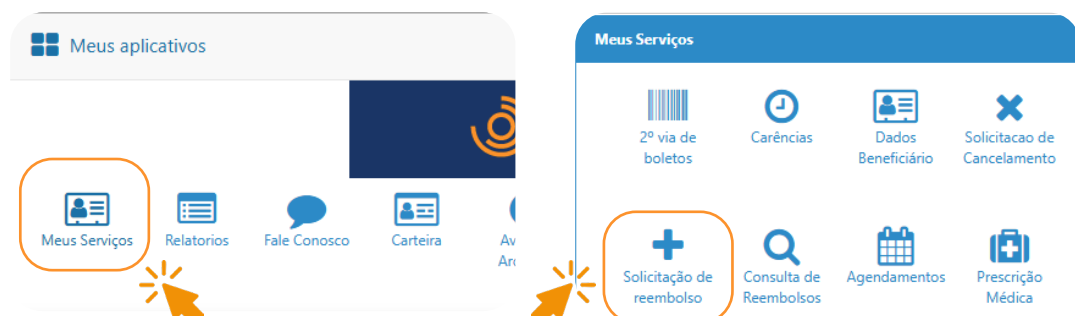 Meus aplicativos
Meus Serviços
Relatorios
Fale Conosco
Carteira
Meus Serviços
2º via de
boletos
Carências
Dados
Beneficiário
Solicitacao de
Cancelamento
Solicitação de
reembolso
Consulta de
Reembolsos
Agendamentos
Prescrição
Médica